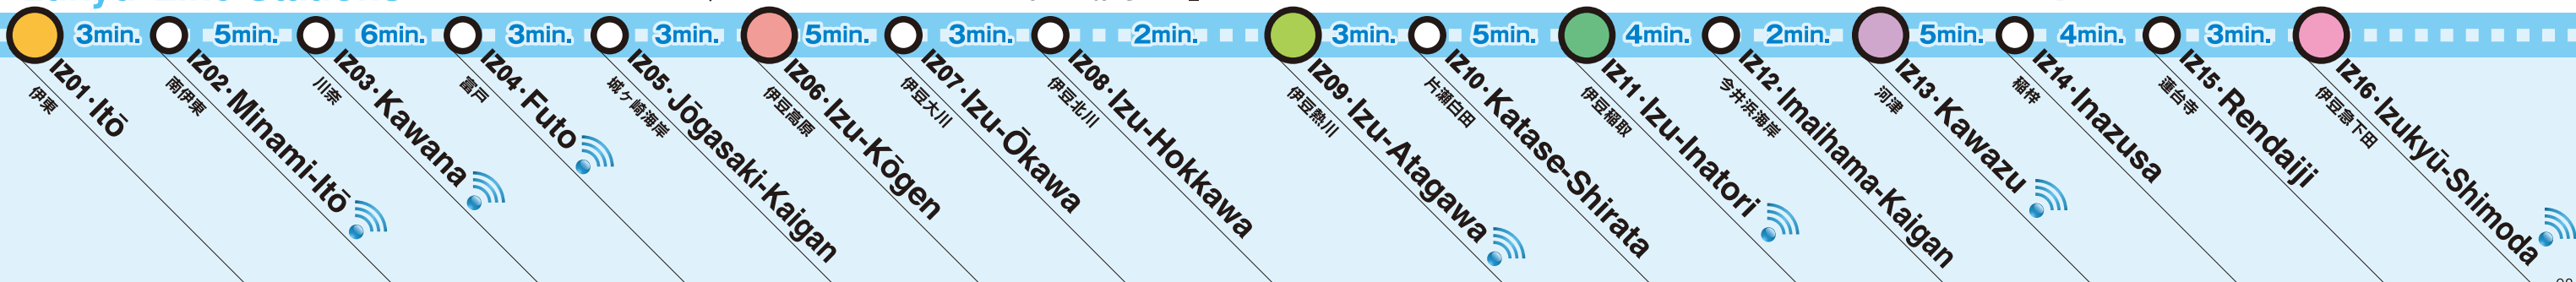 3min. 5min. 6min. 3min. 3min. 5min. 3min. 2min. 3min. 5min. 4min. 2min. 5min. 4min. 3min.
IZ01・Itō
伊東
IZ02・Minami-Itō
南伊東
IZ03・Kawana
川奈
IZ04・Futo
富戸
IZ05・Jōgasaki-Kaigan
城ケ崎海岸
IZ06・Izu-Kōgen
伊豆高原
IZ07・Izu-Ōkawa
伊豆大川
IZ08・Izu-Hokkawa
伊豆北川
IZ09・Izu-Atagawa
伊豆熱川
IZ10・Katase-Shirata
片瀬白田
IZ11・Izu-Inatori
伊豆稲取
IZ12・Imaihama-Kaigan
今井浜海岸
IZ13・Kawazu
河津
IZ14・Inazusa
稲梓
IZ15・Rendaiji
蓮台寺
IZ16・Izukyū-Shimoda
伊豆急下田